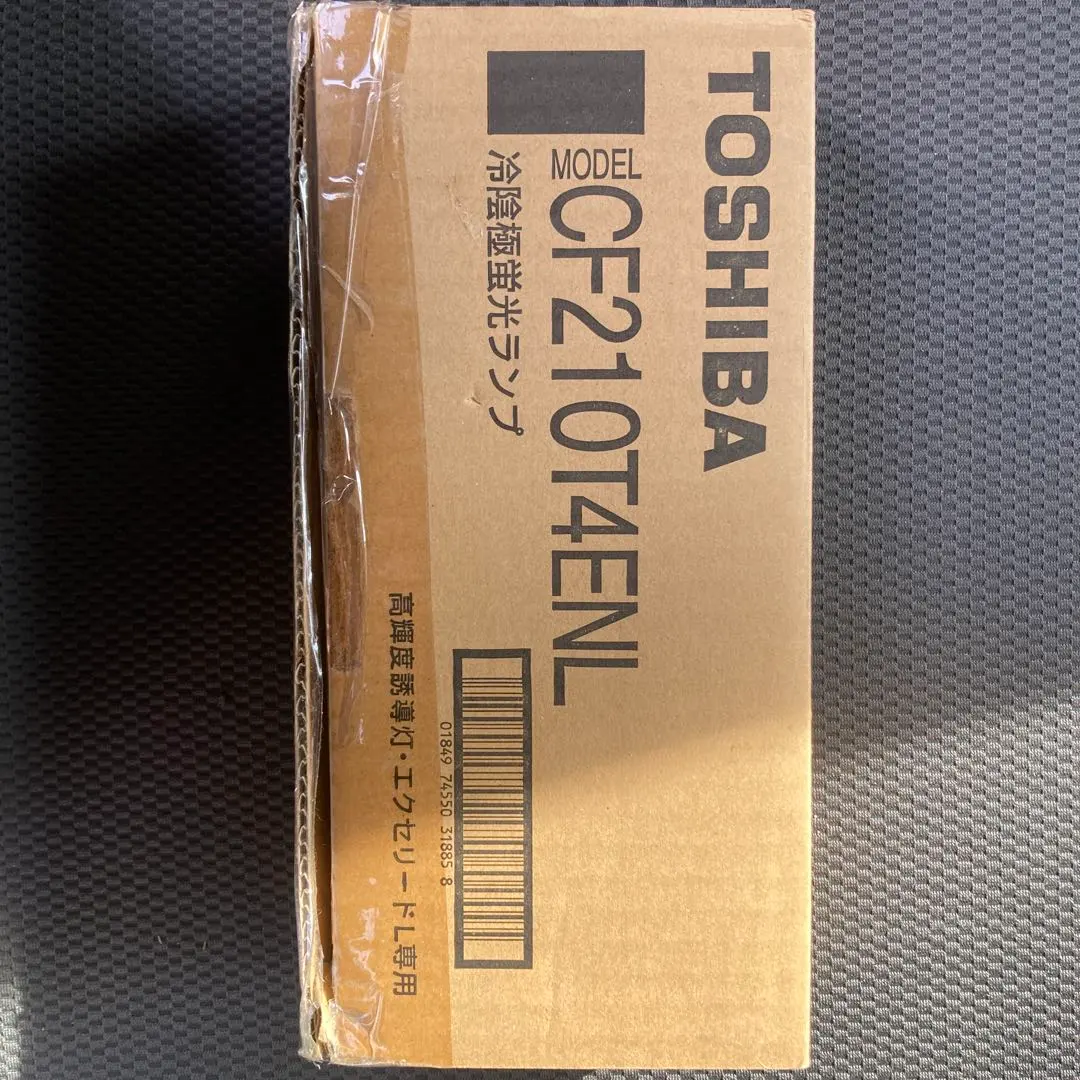 TOSHIBA
MODEL CF210T4ENL
冷陰極蛍光ランプ
01849 74550 31885 8
高輝度誘導灯・エクセリードL専用